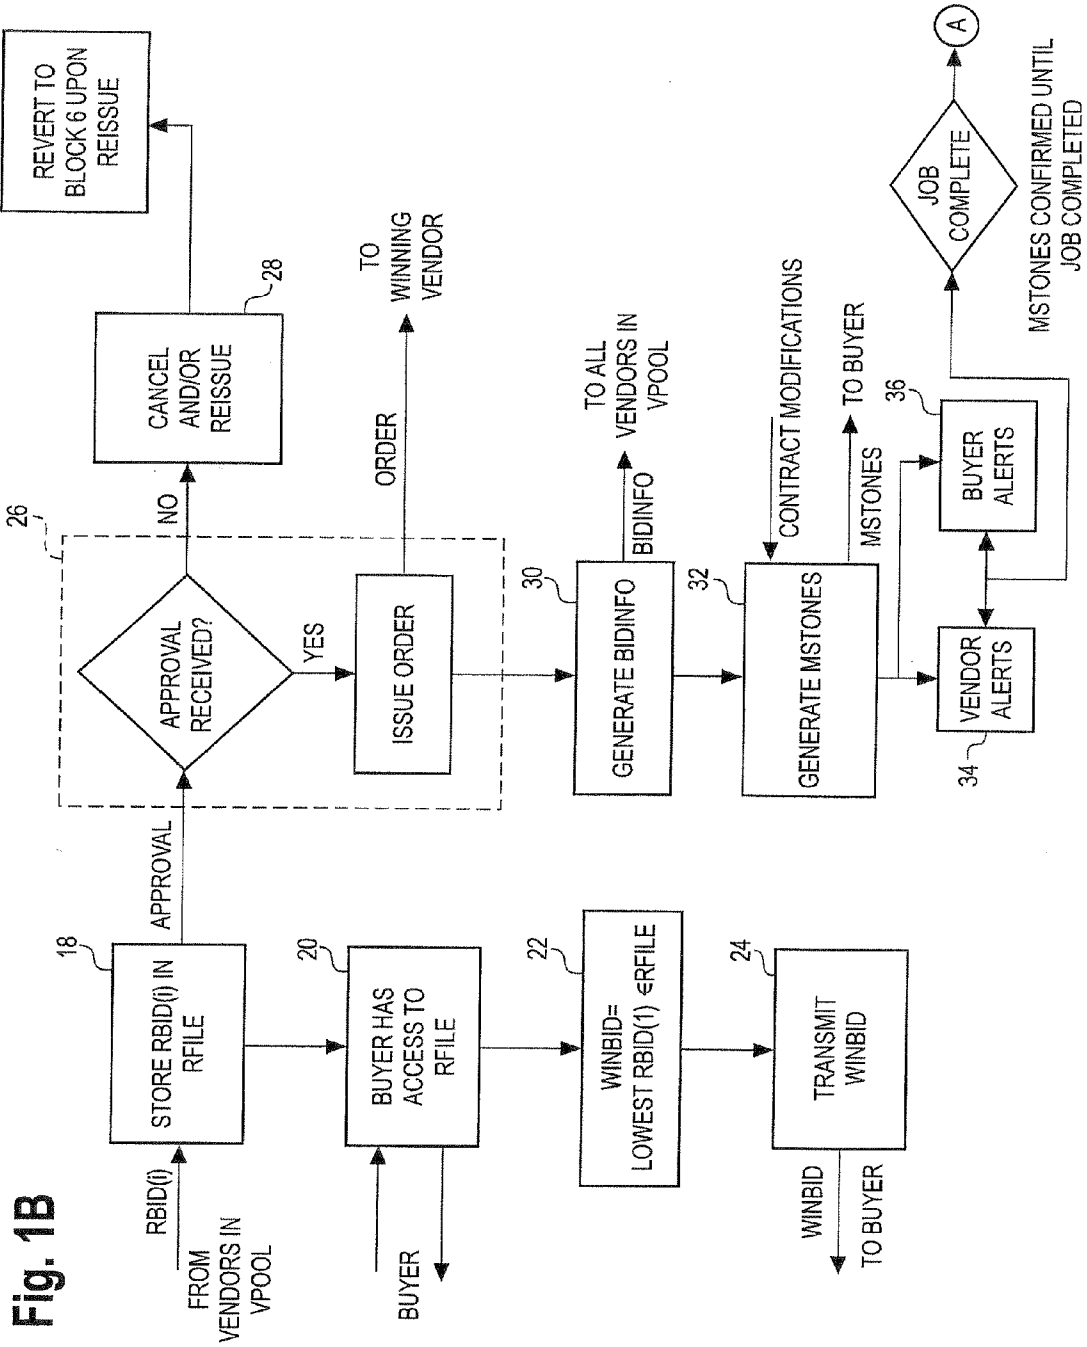 Fig. 1B
FROM
VENDORS IN
VPOOL
RBID(i)
18
STORE RBID(i) IN
RFILE
APPROVAL
26
APPROVAL
RECEIVED?
NO
CANCEL
AND/OR
REISSUE
28
REVERT TO
BLOCK 6 UPON
REISSUE
YES
ISSUE ORDER
ORDER
TO
WINNING
VENDOR
BUYER
20
BUYER HAS
ACCESS TO
RFILE
22
WINBID=
LOWEST RBID(1) ∈RFILE
24
TRANSMIT
WINBID
WINBID
TO BUYER
30
GENERATE BIDINFO
BIDINFO
TO ALL
VENDORS IN
VPOOL
32
GENERATE MSTONES
CONTRACT MODIFICATIONS
MSTONES
TO BUYER
34
VENDOR
ALERTS
36
BUYER
ALERTS
JOB
COMPLETE
A
MSTONES CONFIRMED UNTIL
JOB COMPLETED